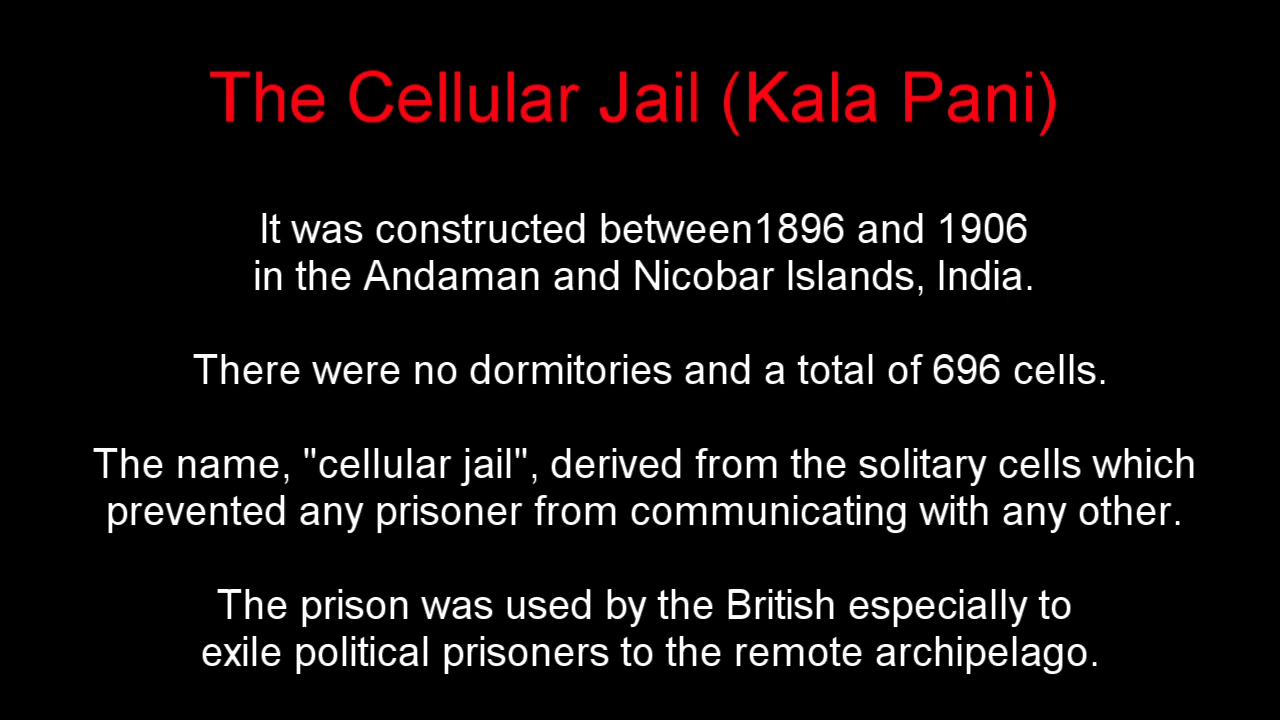 The Cellular Jail (Kala Pani)
It was constructed between1896 and 1906
in the Andaman and Nicobar Islands, India.
There were no dormitories and a total of 696 cells.
The name, "cellular jail", derived from the solitary cells which
prevented any prisoner from communicating with any other.
The prison was used by the British especially to
exile political prisoners to the remote archipelago.